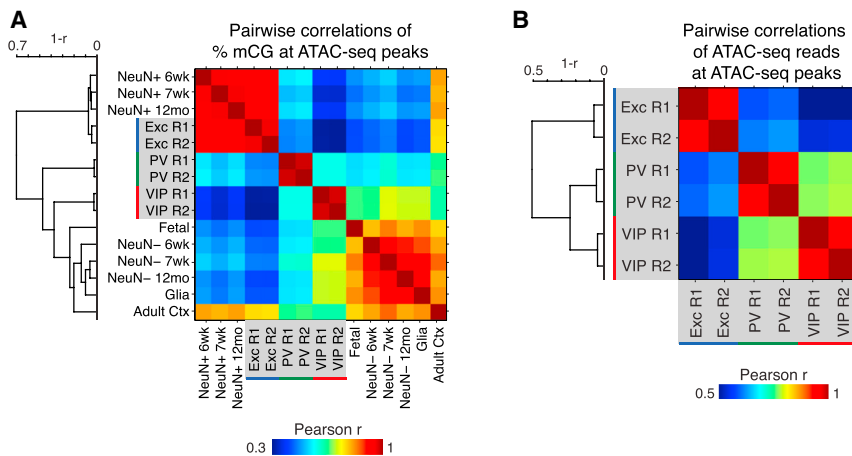 A
1-r
0.7
0
Pairwise correlations of
% mCG at ATAC-seq peaks
NeuN+ 6wk
NeuN+ 7wk
NeuN+ 12mo
Exc R1
Exc R2
PV R1
PV R2
VIP R1
VIP R2
Fetal
NeuN− 6wk
NeuN− 7wk
NeuN− 12mo
Glia
Adult Ctx
NeuN+ 6wk
NeuN+ 7wk
NeuN+ 12mo
Exc R1
Exc R2
PV R1
PV R2
VIP R1
VIP R2
Fetal
NeuN− 6wk
NeuN− 7wk
NeuN− 12mo
Glia
Adult Ctx
Pearson r
0.3
1
B
1-r
0.5
0
Pairwise correlations
of ATAC-seq reads
at ATAC-seq peaks
Exc R1
Exc R2
PV R1
PV R2
VIP R1
VIP R2
Exc R1
Exc R2
PV R1
PV R2
VIP R1
VIP R2
Pearson r
0.5
1